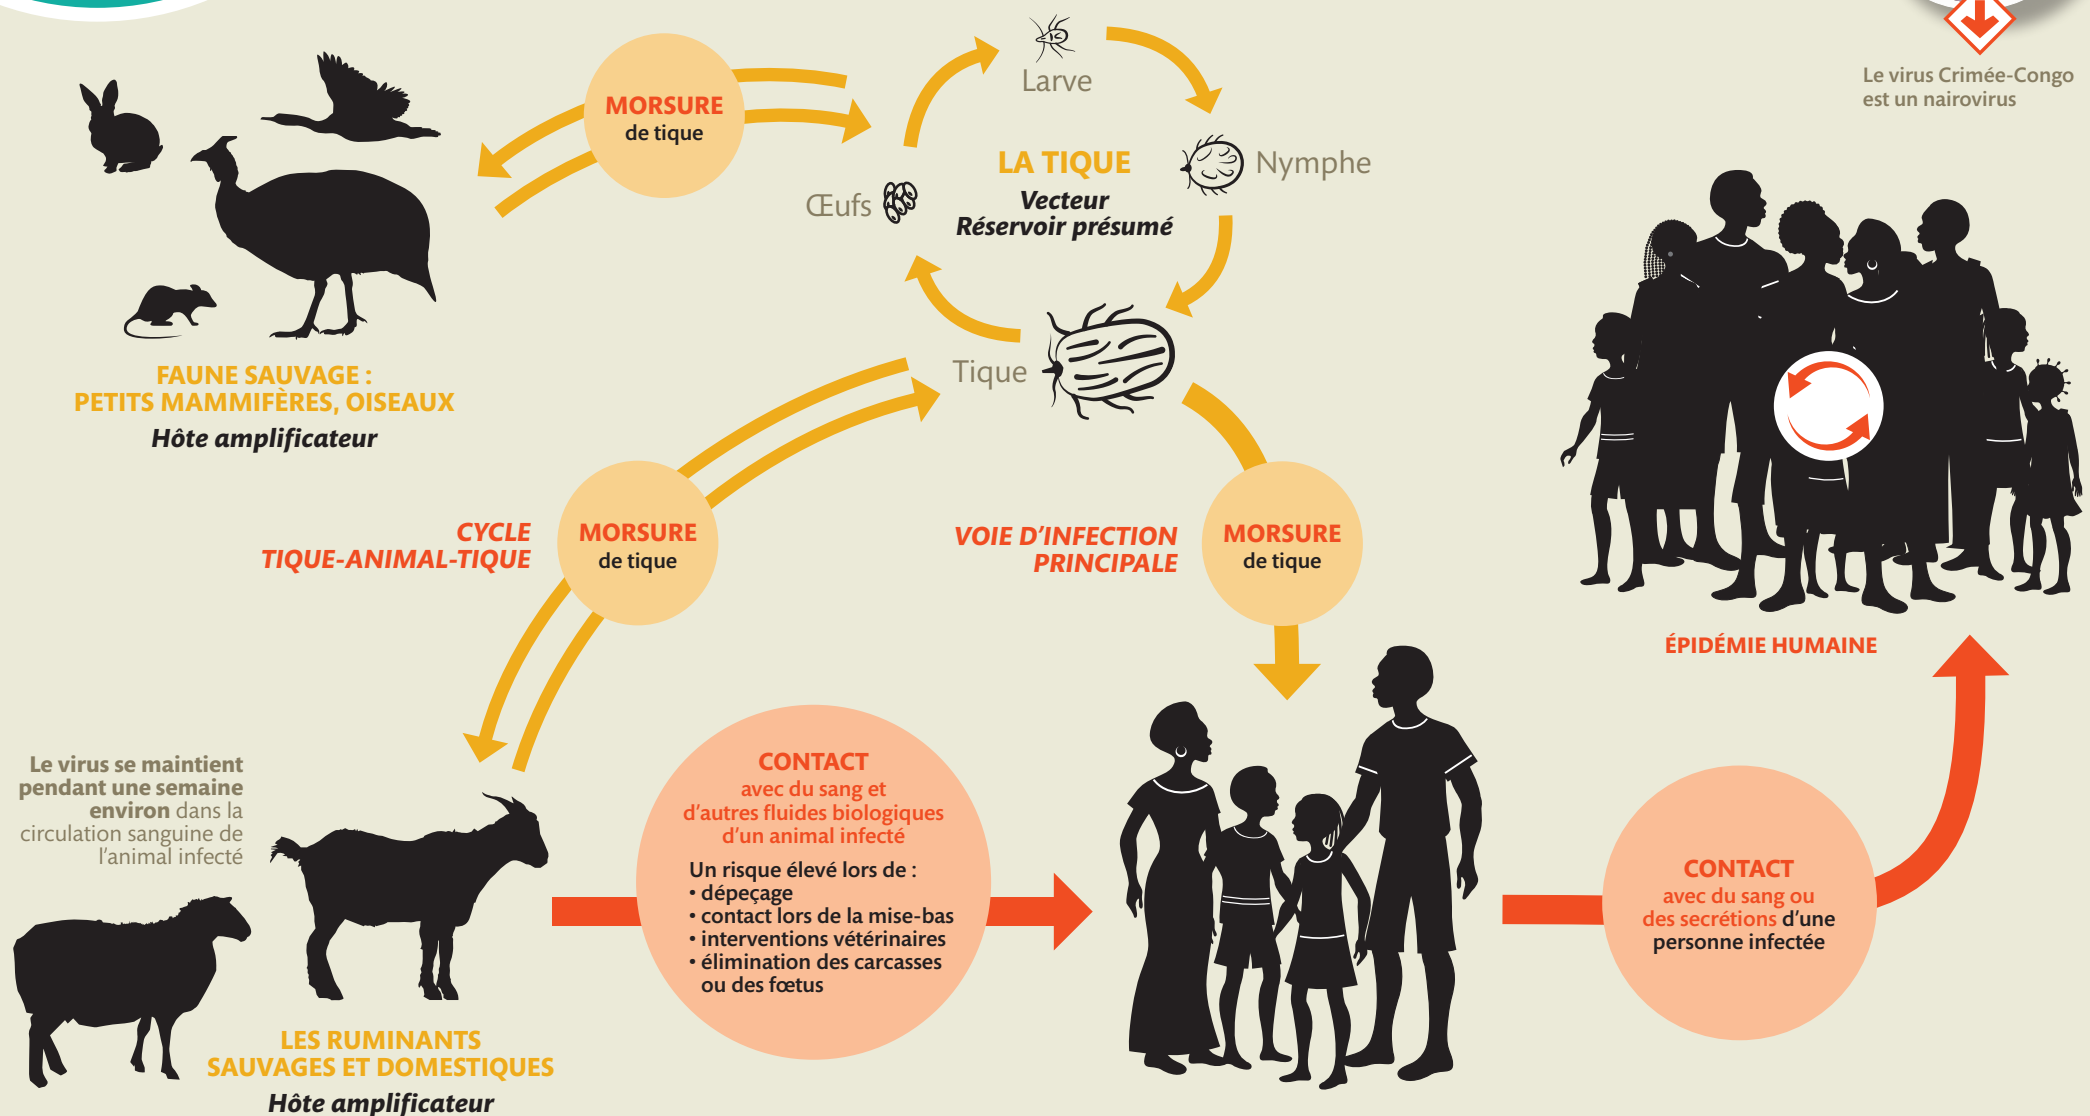 Le virus Crimée-Congo
est un nairovirus
MORSURE
de tique
Larve
LA TIQUE
Vecteur
Réservoir présumé
Nymphe
Œufs
Tique
FAUNE SAUVAGE :
PETITS MAMMIFÈRES, OISEAUX
Hôte amplificateur
CYCLE
TIQUE-ANIMAL-TIQUE
MORSURE
de tique
VOIE D’INFECTION
PRINCIPALE
MORSURE
de tique
ÉPIDÉMIE HUMAINE
Le virus se maintient
pendant une semaine
environ dans la
circulation sanguine de
l’animal infecté
CONTACT
avec du sang et
d’autres fluides biologiques
d’un animal infecté
Un risque élevé lors de :
• dépeçage
• contact lors de la mise-bas
• interventions vétérinaires
• élimination des carcasses
ou des fœtus
CONTACT
avec du sang ou
des secrétions d’une
personne infectée
LES RUMINANTS
SAUVAGES ET DOMESTIQUES
Hôte amplificateur